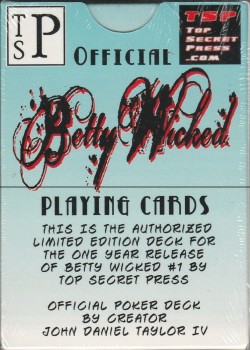 TS P
TSP
TOP
SECRET
PRESS
.COM
OFFICIAL
Betty Wicked
PLAYING CARDS
THIS IS THE AUTHORIZED
LIMITED EDITION DECK FOR
THE ONE YEAR RELEASE
OF BETTY WICKED #1 BY
TOP SECRET PRESS
OFFICIAL POKER DECK
BY CREATOR
JOHN DANIEL TAYLOR IV